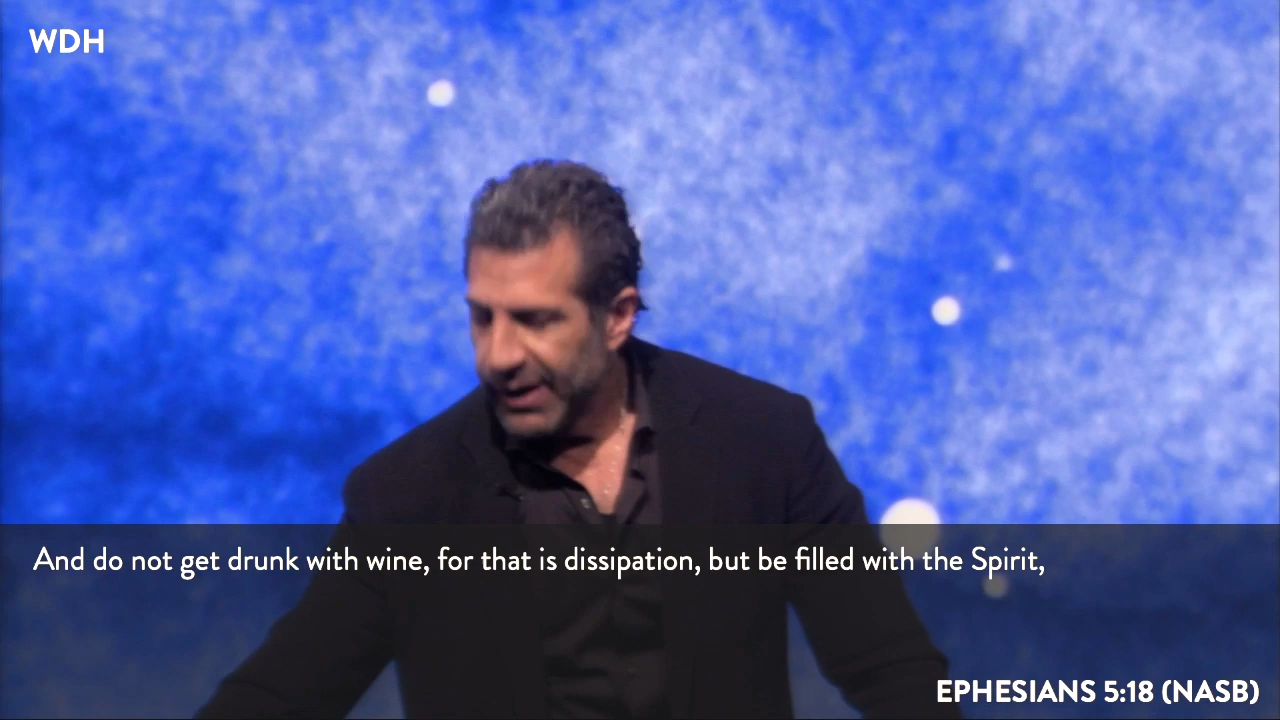 WDH
And do not get drunk with wine, for that is dissipation, but be filled with the Spirit,
EPHESIANS 5:18 (NASB)